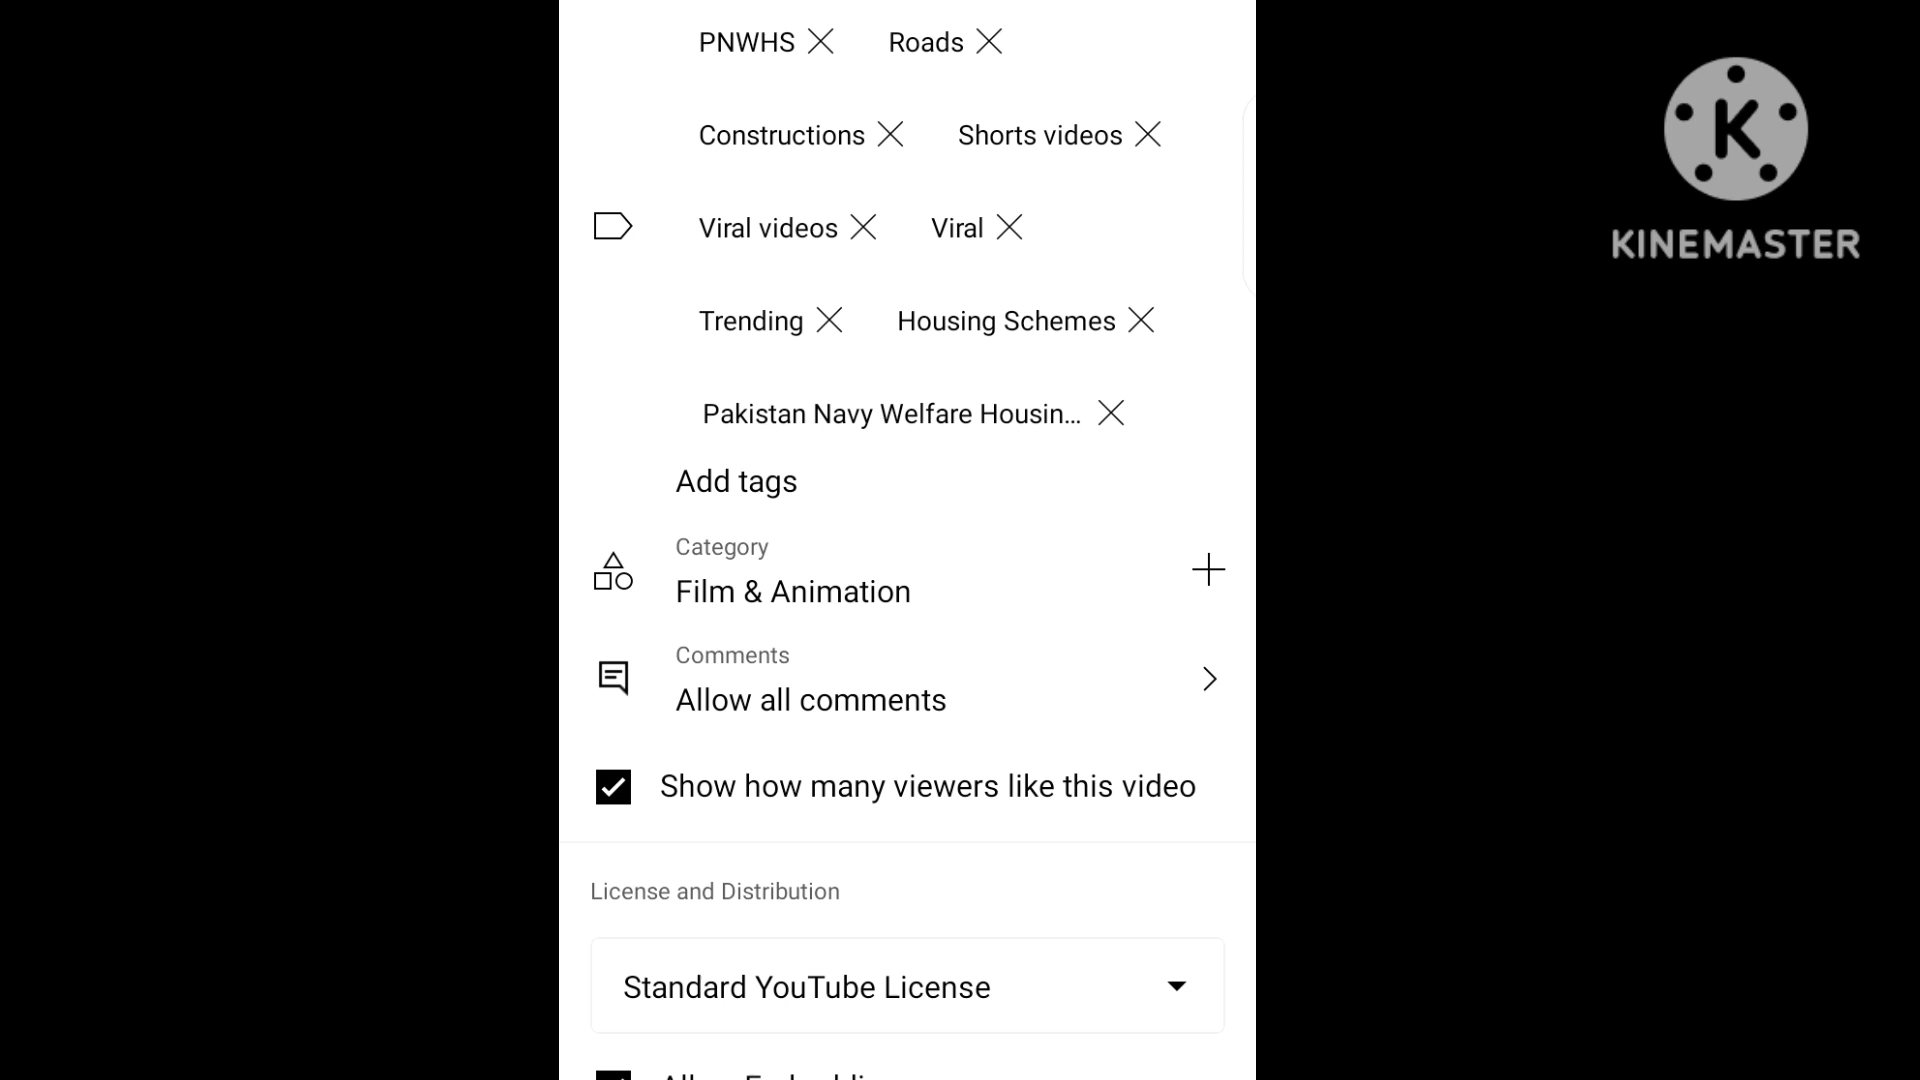 PNWHS Roads
Constructions Shorts videos
Viral videos Viral
Trending Housing Schemes
Pakistan Navy Welfare Housin...
Add tags
Category
Film & Animation
Comments
Allow all comments
Show how many viewers like this video
License and Distribution
Standard YouTube License
K
KINEMASTER